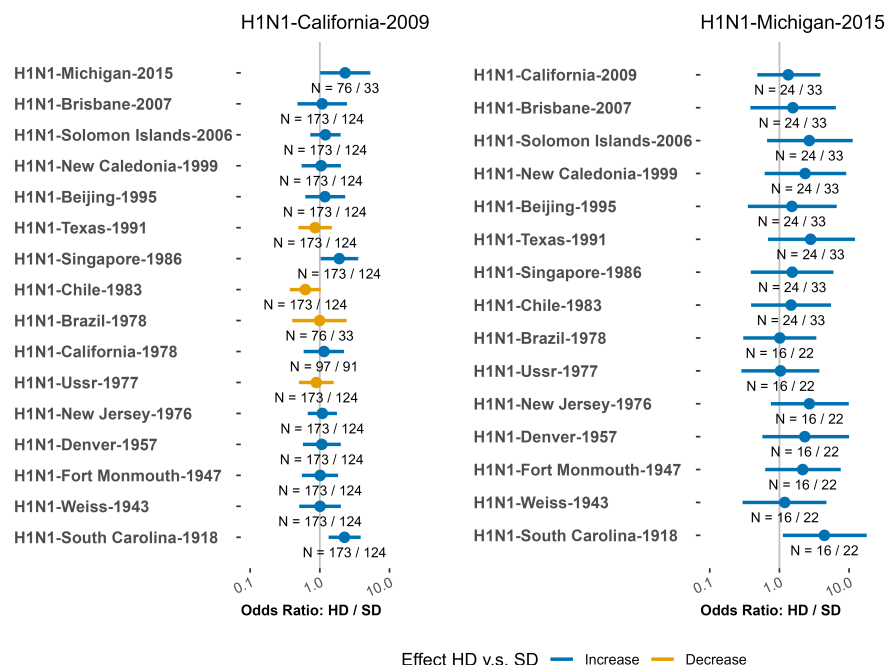 H1N1-California-2009
H1N1-Michigan-2015
N = 76 / 33
H1N1-Brisbane-2007
N = 173 / 124
H1N1-Solomon Islands-2006
N = 173 / 124
H1N1-New Caledonia-1999
N = 173 / 124
H1N1-Beijing-1995
N = 173 / 124
H1N1-Texas-1991
N = 173 / 124
H1N1-Singapore-1986
N = 173 / 124
H1N1-Chile-1983
N = 173 / 124
H1N1-Brazil-1978
N = 76 / 33
H1N1-California-1978
N = 97 / 91
H1N1-Ussr-1977
N = 173 / 124
H1N1-New Jersey-1976
N = 173 / 124
H1N1-Denver-1957
N = 173 / 124
H1N1-Fort Monmouth-1947
N = 173 / 124
H1N1-Weiss-1943
N = 173 / 124
H1N1-South Carolina-1918
N = 173 / 124
0.1 1.0 10.0
Odds Ratio: HD / SD
H1N1-Michigan-2015
H1N1-California-2009
N = 24 / 33
H1N1-Brisbane-2007
N = 24 / 33
H1N1-Solomon Islands-2006
N = 24 / 33
H1N1-New Caledonia-1999
N = 24 / 33
H1N1-Beijing-1995
N = 24 / 33
H1N1-Texas-1991
N = 24 / 33
H1N1-Singapore-1986
N = 24 / 33
H1N1-Chile-1983
N = 24 / 33
H1N1-Brazil-1978
N = 16 / 22
H1N1-Ussr-1977
N = 16 / 22
H1N1-New Jersey-1976
N = 16 / 22
H1N1-Denver-1957
N = 16 / 22
H1N1-Fort Monmouth-1947
N = 16 / 22
H1N1-Weiss-1943
N = 16 / 22
H1N1-South Carolina-1918
N = 16 / 22
0.1 1.0 10.0
Odds Ratio: HD / SD
Effect HD v.s. SD Increase Decrease